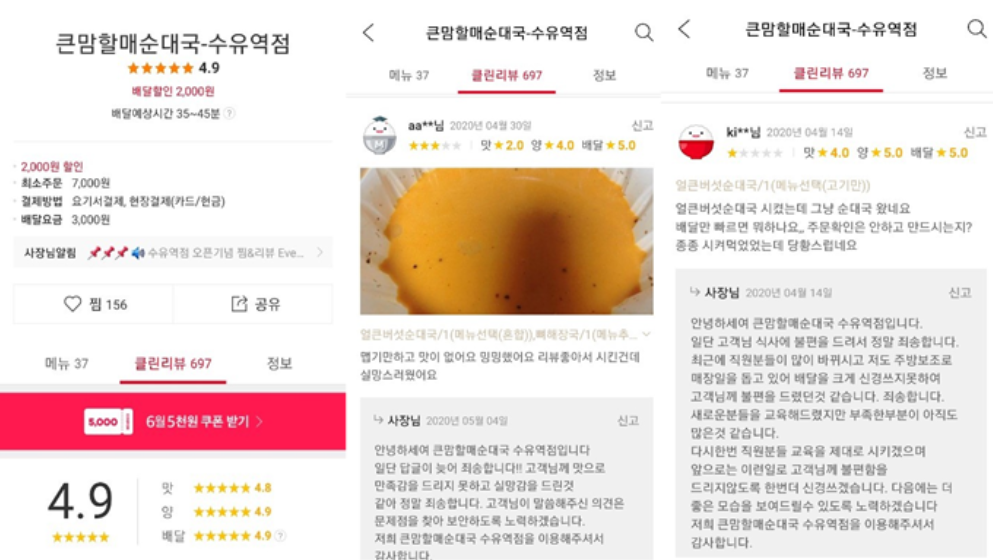 큰맘할매순대국-수유역점
★★★★★ 4.9
배달할인 2,000원
배달예상시간 35~45분 ?
· 2,000원 할인
· 최소주문 7,000원
· 결제방법 요기서결제, 현장결제(카드/현금)
· 배달요금 3,000원
사장님알림 📌📌📌 🔊 수유역점 오픈기념 찜&리뷰 Eve...
찜 156
공유
메뉴 37 클린리뷰 697 정보
5,000 6월 5천원 쿠폰 받기 >
4.9
★★★★★
맛 ★★★★★ 4.8
양 ★★★★★ 4.9
배달 ★★★★★ 4.9 ?
큰맘할매순대국-수유역점
메뉴 37 클린리뷰 697 정보
aa**님 2020년 04월 30일 신고
★★★★★ | 맛★2.0 양★4.0 배달★5.0
얼큰버섯순대국/1(메뉴선택(혼합)),뼈해장국/1(메뉴추...
맵기만하고 맛이 없어요 밍밍했어요 리뷰좋아서 시킨건데
실망스러웠어요
↳ 사장님 2020년 05월 04일 신고
안녕하세여 큰맘할매순대국 수유역점입니다
일단 답글이 늦어 죄송합니다!! 고객님께 맛으로
만족감을 드리지 못하고 실망감을 드린것
같아 정말 죄송합니다. 고객님이 말씀해주신 의견은
문제점을 찾아 보안하도록 노력하겠습니다.
저희 큰맘할매순대국 수유역점을 이용해주셔서
감사합니다.
큰맘할매순대국-수유역점
메뉴 37 클린리뷰 697 정보
ki**님 2020년 04월 14일 신고
★★★★★ | 맛★4.0 양★5.0 배달★5.0
얼큰버섯순대국/1(메뉴선택(고기만))
얼큰버섯순대국 시켰는데 그냥 순대국 왔네요
배달만 빠르면 뭐하나요,, 주문확인은 안하고 만드시는지?
종종 시켜먹었었는데 당황스럽네요
↳ 사장님 2020년 04월 14일 신고
안녕하세여 큰맘할매순대국 수유역점입니다.
일단 고객님 식사에 불편을 드려서 정말 죄송합니다.
최근에 직원분들이 많이 바뀌시고 저도 주방보조로
매장일을 돕고 있어 배달을 크게 신경쓰지못하여
고객님께 불편을 드렸던것 같습니다. 죄송합니다.
새로운분들을 교육해드렸지만 부족한부분이 아직도
많은것 같습니다.
다시한번 직원분들 교육을 제대로 시키겠으며
앞으로는 이런일로 고객님께 불편함을
드리지않도록 한번더 신경쓰겠습니다. 다음에는 더
좋은 모습을 보여드릴수 있도록 노력하겠습니다
저희 큰맘할매순대국 수유역점을 이용해주셔서
감사합니다.